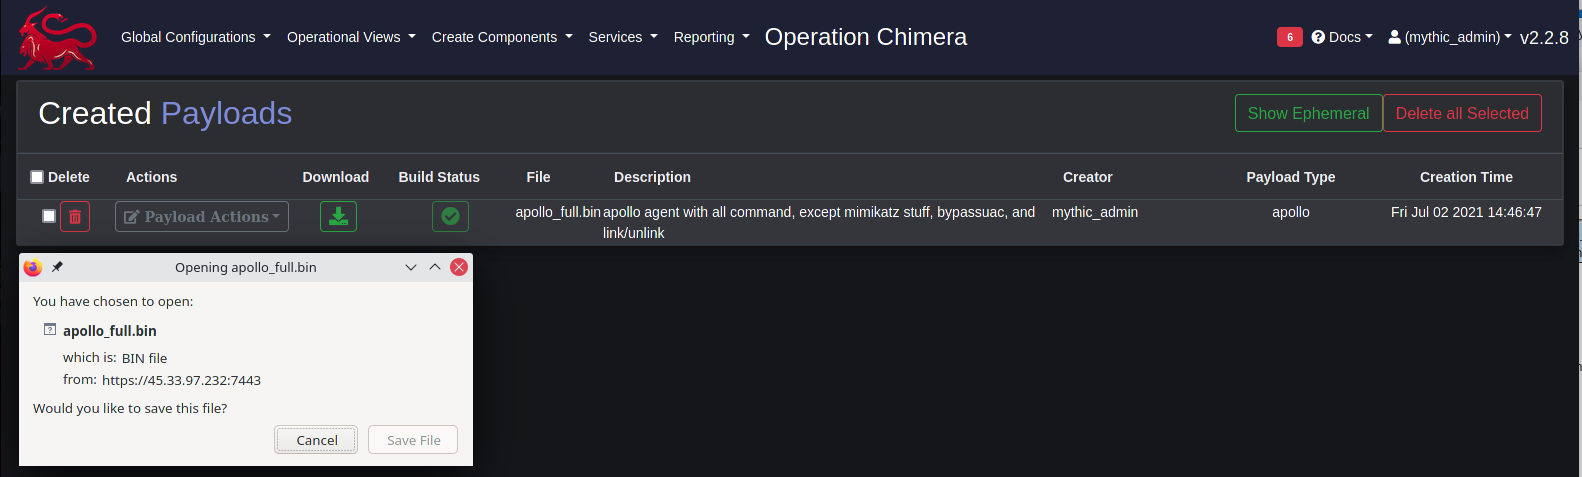 Global Configurations Operational Views Create Components Services Reporting Operation Chimera 6 Docs (mythic_admin) v2.2.8
Created Payloads Show Ephemeral Delete all Selected
Delete Actions Download Build Status File Description Creator Payload Type Creation Time
Payload Actions apollo_full.bin apollo agent with all command, except mimikatz stuff, bypassuac, and mythic_admin apollo Fri Jul 02 2021 14:46:47
link/unlink
Opening apollo_full.bin
You have chosen to open:
apollo_full.bin
which is: BIN file
from: https://45.33.97.232:7443
Would you like to save this file?
Cancel Save File